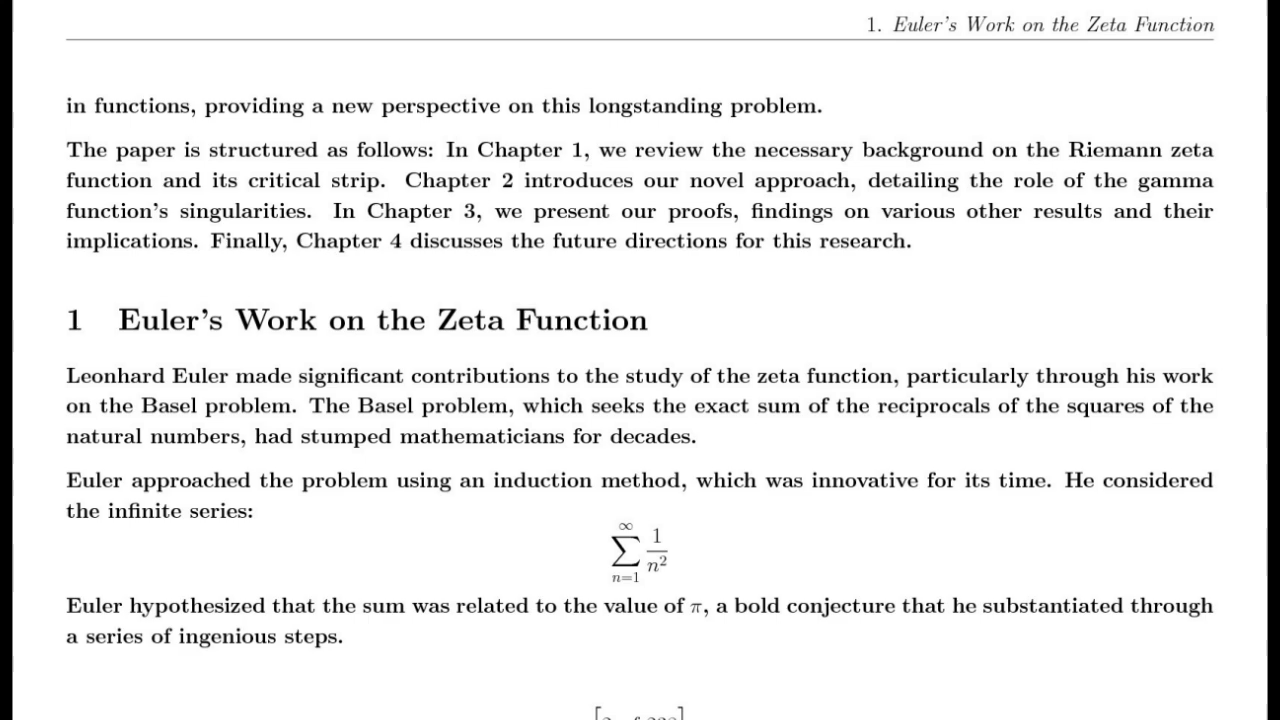 1. Euler's Work on the Zeta Function
in functions, providing a new perspective on this longstanding problem.
The paper is structured as follows: In Chapter 1, we review the necessary background on the Riemann zeta
function and its critical strip. Chapter 2 introduces our novel approach, detailing the role of the gamma
function's singularities. In Chapter 3, we present our proofs, findings on various other results and their
implications. Finally, Chapter 4 discusses the future directions for this research.
1 Euler's Work on the Zeta Function
Leonhard Euler made significant contributions to the study of the zeta function, particularly through his work
on the Basel problem. The Basel problem, which seeks the exact sum of the reciprocals of the squares of the
natural numbers, had stumped mathematicians for decades.
Euler approached the problem using an induction method, which was innovative for its time. He considered
the infinite series:
∞
∑ 1
n²
n=1
Euler hypothesized that the sum was related to the value of π, a bold conjecture that he substantiated through
a series of ingenious steps.